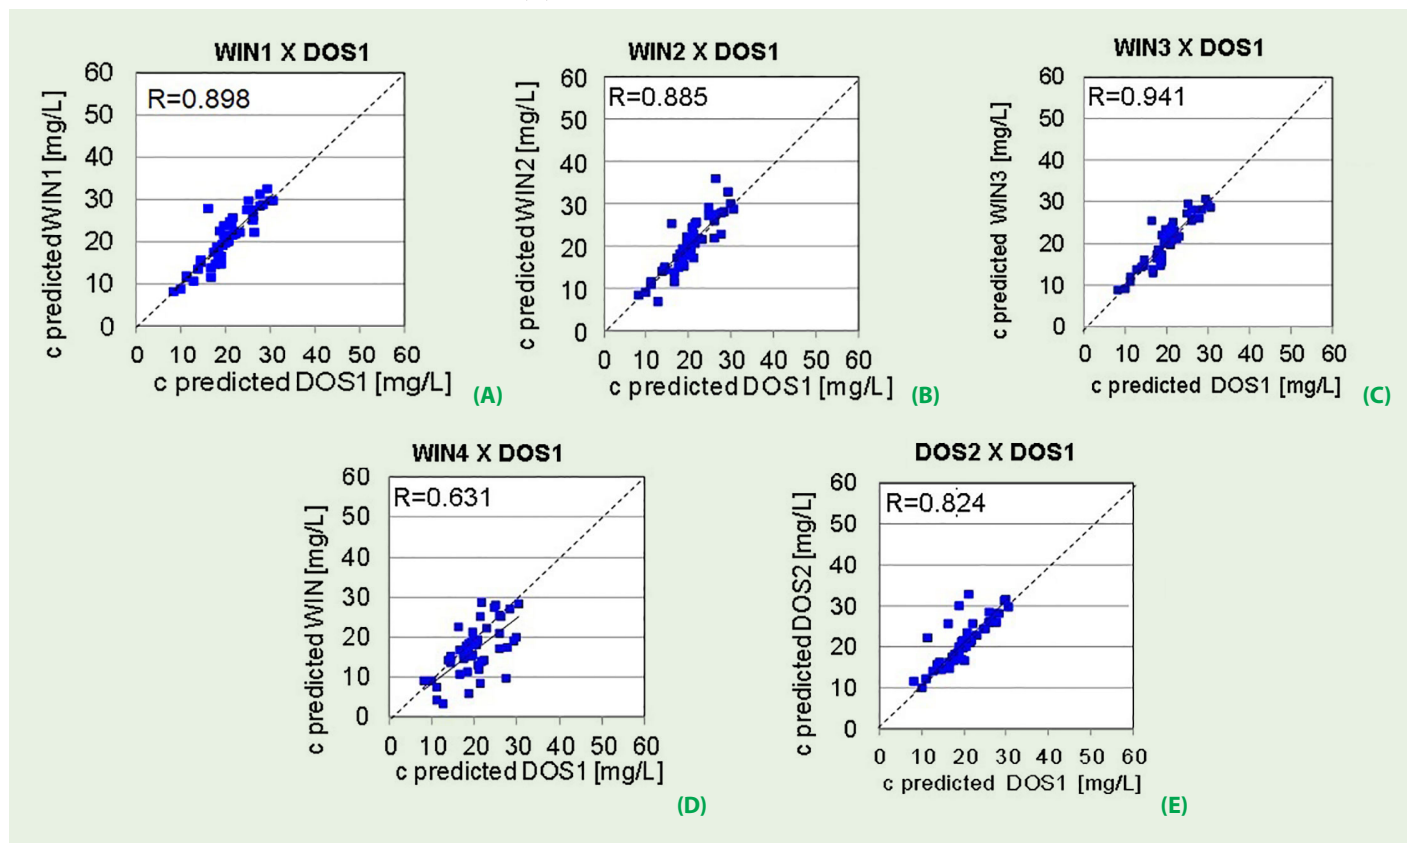 WIN1 X DOS1
R=0.898
60
50
40
30
20
10
0
0 10 20 30 40 50 60
c predictedWIN1 [mg/L]
c predicted DOS1 [mg/L]
(A)
WIN2 X DOS1
R=0.885
60
50
40
30
20
10
0
0 10 20 30 40 50 60
c predictedWIN2 [mg/L]
c predicted DOS1 [mg/L]
(B)
WIN3 X DOS1
R=0.941
60
50
40
30
20
10
0
0 10 20 30 40 50 60
c predicted WIN3 [mg/L]
c predicted DOS1 [mg/L]
(C)
WIN4 X DOS1
R=0.631
60
50
40
30
20
10
0
0 10 20 30 40 50 60
c predicted WIN [mg/L]
c predicted DOS1 [mg/L]
(D)
DOS2 X DOS1
R=0.824
60
50
40
30
20
10
0
0 10 20 30 40 50 60
c predicted DOS2 [mg/L]
c predicted DOS1 [mg/L]
(E)